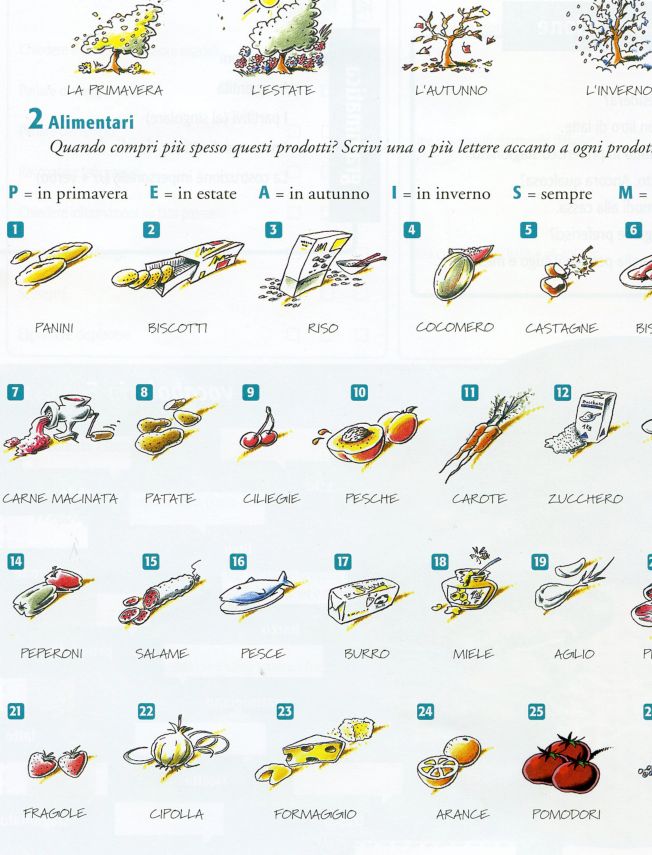 LA PRIMAVERA L'ESTATE L'AUTUNNO L'INVERNO
2 Alimentari
Quando compri più spesso questi prodotti? Scrivi una o più lettere accanto a ogni
P = in primavera E = in estate A = in autunno I = in inverno S = sempre M =
1 2 3 4 5 6
PANINI BISCOTTI RISO COCOMERO CASTAGNE
7 8 9 10 11 12
CARNE MACINATA PATATE CILIEGIE PESCHE CAROTE ZUCCHERO
14 15 16 17 18 19
PEPERONI SALAME PESCE BURRO MIELE AGLIO
21 22 23 24 25
FRAGOLE CIPOLLA FORMAGGIO ARANCE POMODORI